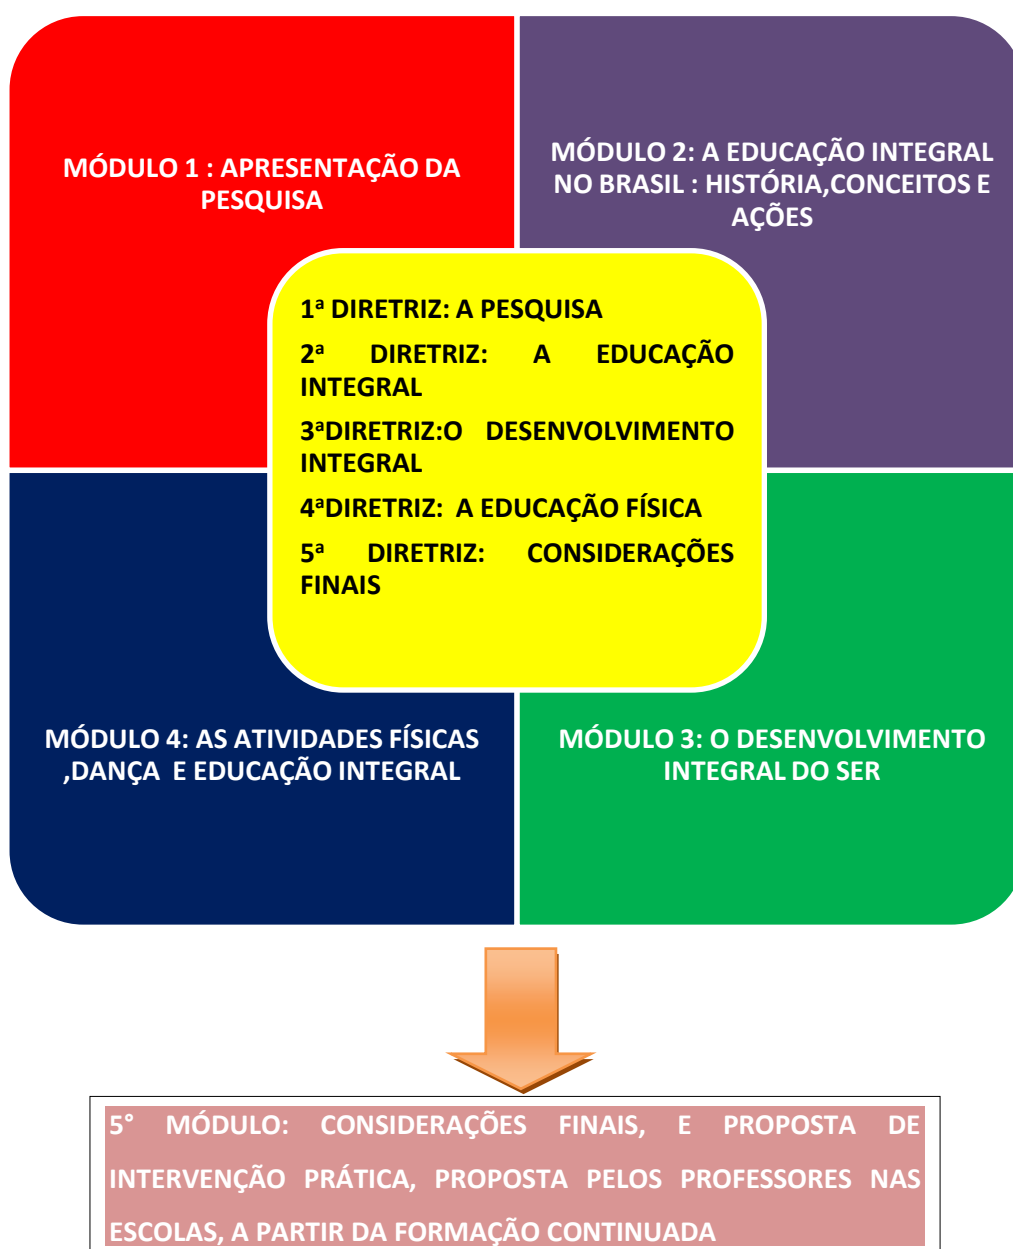 MÓDULO 1 : APRESENTAÇÃO DA
PESQUISA
MÓDULO 2: A EDUCAÇÃO INTEGRAL
NO BRASIL : HISTÓRIA,CONCEITOS E
AÇÕES
1ª DIRETRIZ: A PESQUISA
2ª DIRETRIZ: A EDUCAÇÃO
INTEGRAL
3ªDIRETRIZ:O DESENVOLVIMENTO
INTEGRAL
4ªDIRETRIZ: A EDUCAÇÃO FÍSICA
5ª DIRETRIZ: CONSIDERAÇÕES
FINAIS
MÓDULO 4: AS ATIVIDADES FÍSICAS
,DANÇA E EDUCAÇÃO INTEGRAL
MÓDULO 3: O DESENVOLVIMENTO
INTEGRAL DO SER
5° MÓDULO: CONSIDERAÇÕES FINAIS, E PROPOSTA DE
INTERVENÇÃO PRÁTICA, PROPOSTA PELOS PROFESSORES NAS
ESCOLAS, A PARTIR DA FORMAÇÃO CONTINUADA